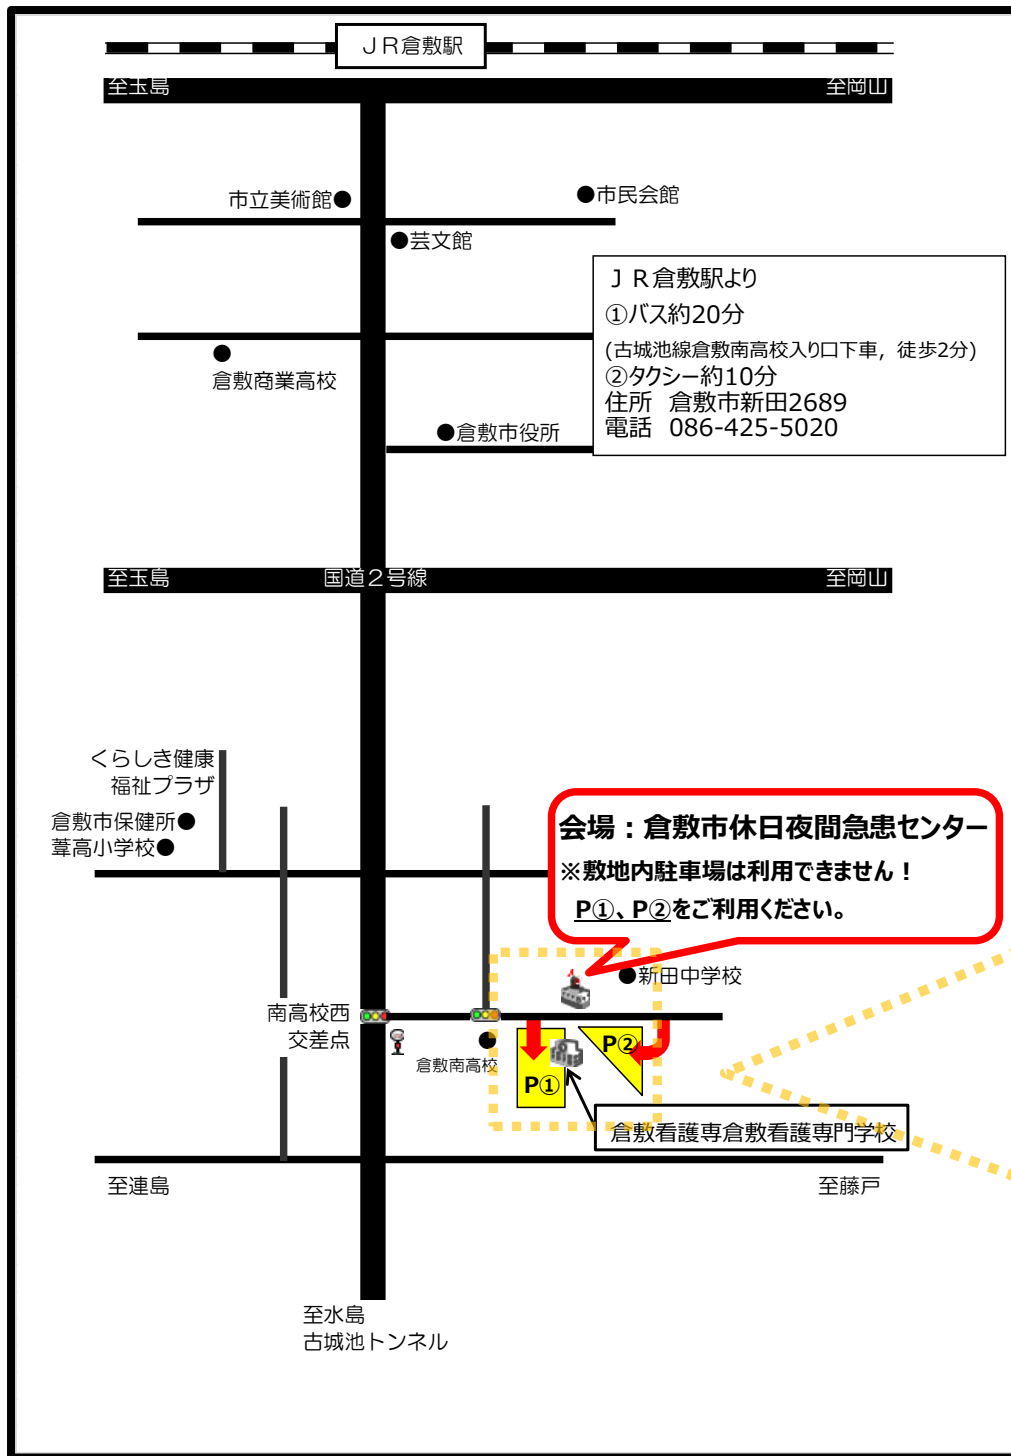 ＪＲ倉敷駅
至玉島
至岡山
市立美術館●
●市民会館
●芸文館
ＪＲ倉敷駅より
①バス約20分
(古城池線倉敷南高校入り口下車，徒歩2分)
②タクシー約10分
住所　倉敷市新田2689
電話　086-425-5020
●
倉敷商業高校
●倉敷市役所
至玉島
国道２号線
至岡山
くらしき健康
福祉プラザ
倉敷市保健所●
葦高小学校●
会場：倉敷市休日夜間急患センター
※敷地内駐車場は利用できません！
P①、P②をご利用ください。
●新田中学校
南高校西
交差点
●
倉敷南高校
P①
P②
倉敷看護専倉敷看護専門学校
至連島
至藤戸
至水島
古城池トンネル